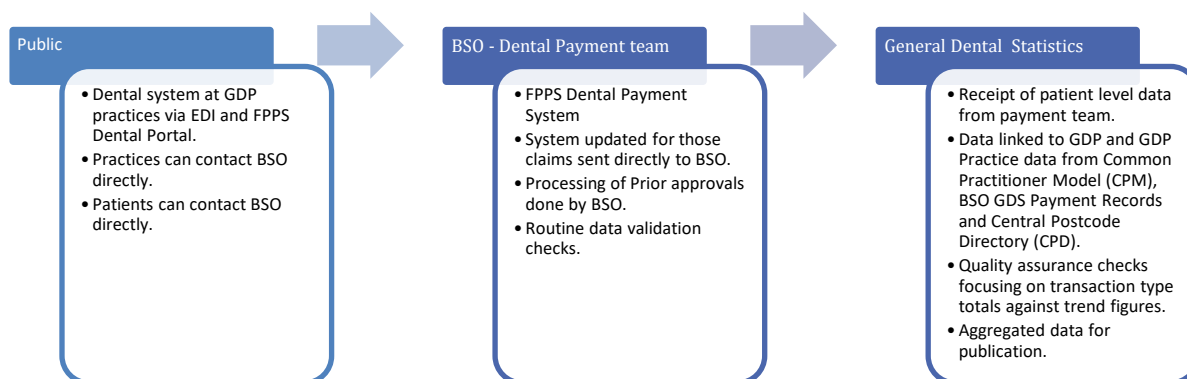 Public
• Dental system at GDP
practices via EDI and FPPS
Dental Portal.
• Practices can contact BSO
directly.
• Patients can contact BSO
directly.
BSO - Dental Payment team
• FPPS Dental Payment
System
• System updated for those
claims sent directly to BSO.
• Processing of Prior approvals
done by BSO.
• Routine data validation
checks.
General Dental Statistics
• Receipt of patient level data
from payment team.
• Data linked to GDP and GDP
Practice data from Common
Practitioner Model (CPM),
BSO GDS Payment Records
and Central Postcode
Directory (CPD).
• Quality assurance checks
focusing on transaction type
totals against trend figures.
• Aggregated data for
publication.